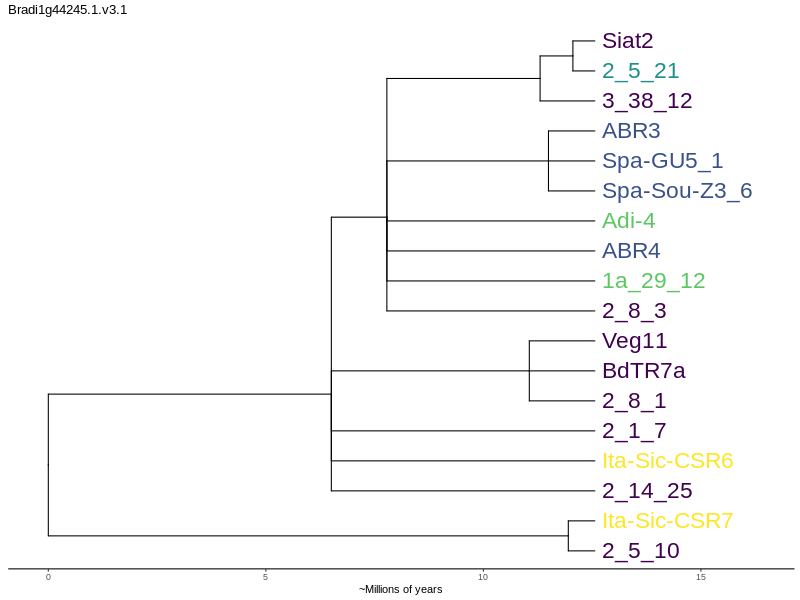 Bradi1g44245.1.v3.1
Siat2
2_5_21
3_38_12
ABR3
Spa-GU5_1
Spa-Sou-Z3_6
Adi-4
ABR4
1a_29_12
2_8_3
Veg11
BdTR7a
2_8_1
2_1_7
Ita-Sic-CSR6
2_14_25
Ita-Sic-CSR7
2_5_10
0 5 10 15
~Millions of years